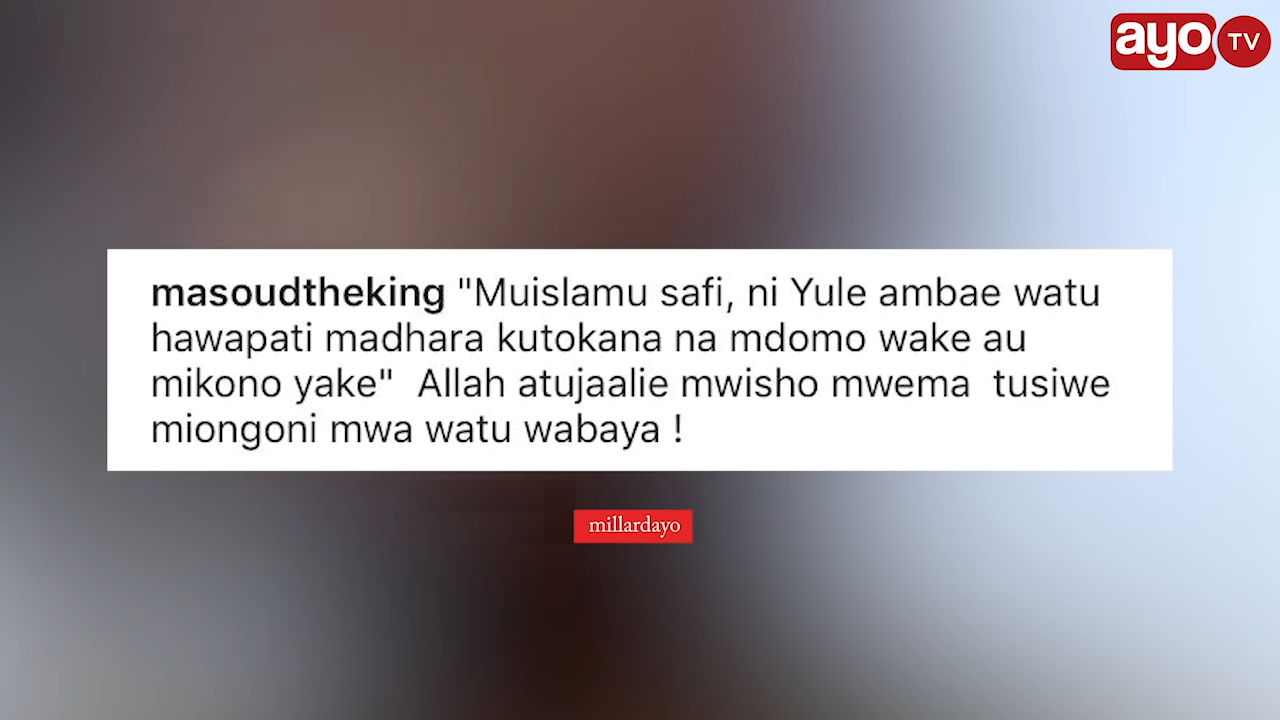 ayo TV
masoudtheking "Muislamu safi, ni Yule ambae watu
hawapati madhara kutokana na mdomo wake au
mikono yake"  Allah atujaalie mwisho mwema  tusiwe
miongoni mwa watu wabaya !
millardayo